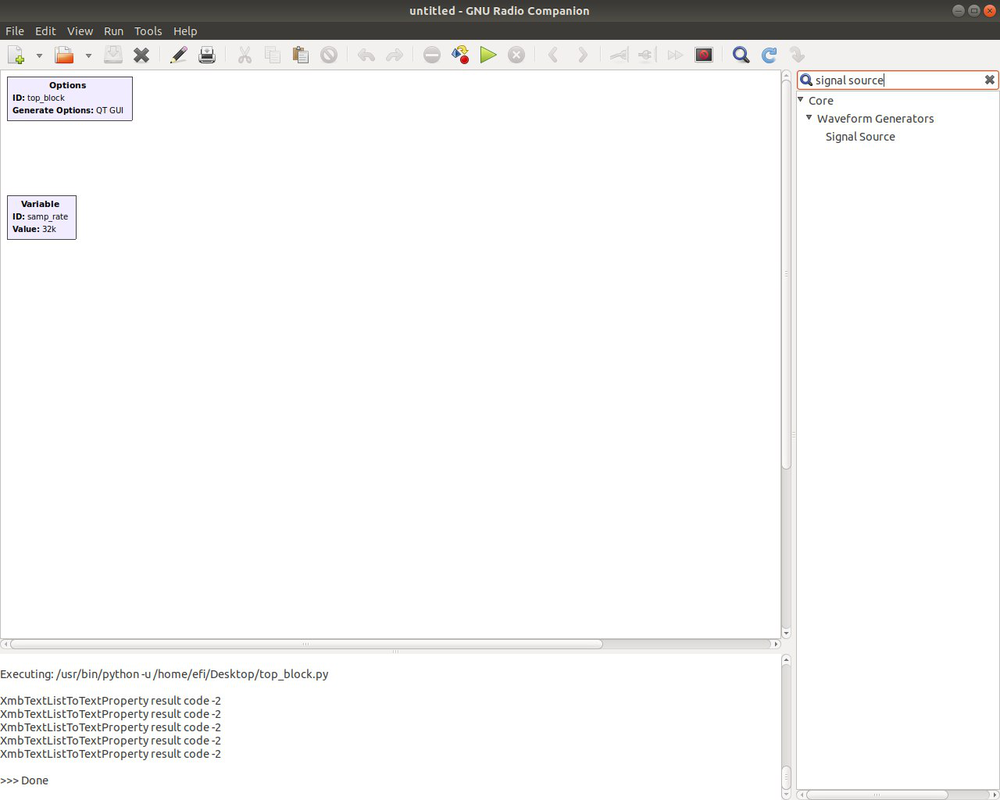 untitled - GNU Radio Companion
File Edit View Run Tools Help
signal source
Core
Waveform Generators
Signal Source
Options
ID: top_block
Generate Options: QT GUI
Variable
ID: samp_rate
Value: 32k
Executing: /usr/bin/python -u /home/efi/Desktop/top_block.py
XmbTextListToTextProperty result code -2
XmbTextListToTextProperty result code -2
XmbTextListToTextProperty result code -2
XmbTextListToTextProperty result code -2
XmbTextListToTextProperty result code -2
>>> Done